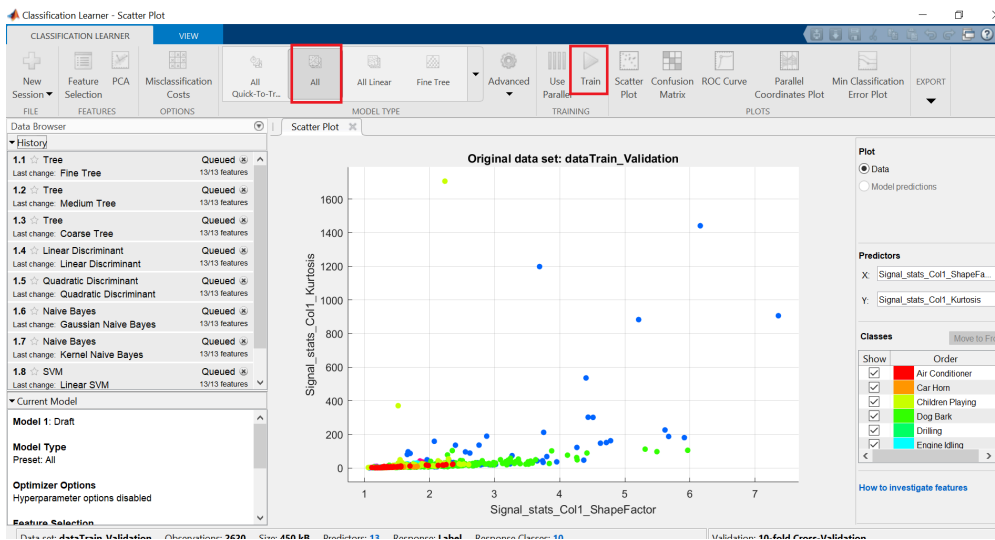 Classification Learner - Scatter Plot
CLASSIFICATION LEARNER VIEW
New Session
Feature Selection
PCA
Misclassification Costs
All Quick-To-Tr...
All
All Linear
Fine Tree
Advanced
Use Parallel
Train
Scatter Plot
Confusion Matrix
ROC Curve
Parallel Coordinates Plot
Min Classification Error Plot
EXPORT
FILE FEATURES OPTIONS MODEL TYPE TRAINING PLOTS
Data Browser
History
1.1 Tree Queued
Last change: Fine Tree 13/13 features
1.2 Tree Queued
Last change: Medium Tree 13/13 features
1.3 Tree Queued
Last change: Coarse Tree 13/13 features
1.4 Linear Discriminant Queued
Last change: Linear Discriminant 13/13 features
1.5 Quadratic Discriminant Queued
Last change: Quadratic Discriminant 13/13 features
1.6 Naive Bayes Queued
Last change: Gaussian Naive Bayes 13/13 features
1.7 Naive Bayes Queued
Last change: Kernel Naive Bayes 13/13 features
1.8 SVM Queued
Last change: Linear SVM 13/13 features
Current Model
Model 1: Draft
Model Type
Preset: All
Optimizer Options
Hyperparameter options disabled
Feature Selection
Scatter Plot
Original data set: dataTrain_Validation
Signal_stats_Col1_Kurtosis
1600
1400
1200
1000
800
600
400
200
0
1 2 3 4 5 6 7
Signal_stats_Col1_ShapeFactor
Plot
Data
Model predictions
Predictors
X: Signal_stats_Col1_ShapeFa...
Y: Signal_stats_Col1_Kurtosis
Classes Move to Fr
Show Order
Air Conditioner
Car Horn
Children Playing
Dog Bark
Drilling
Engine Idling
How to investigate features
Data set: dataTrain_Validation Observations: 2620 Size: 450 kB Predictors: 13 Response: Label Response Classes: 10 Validation: 10-fold Cross-Validation